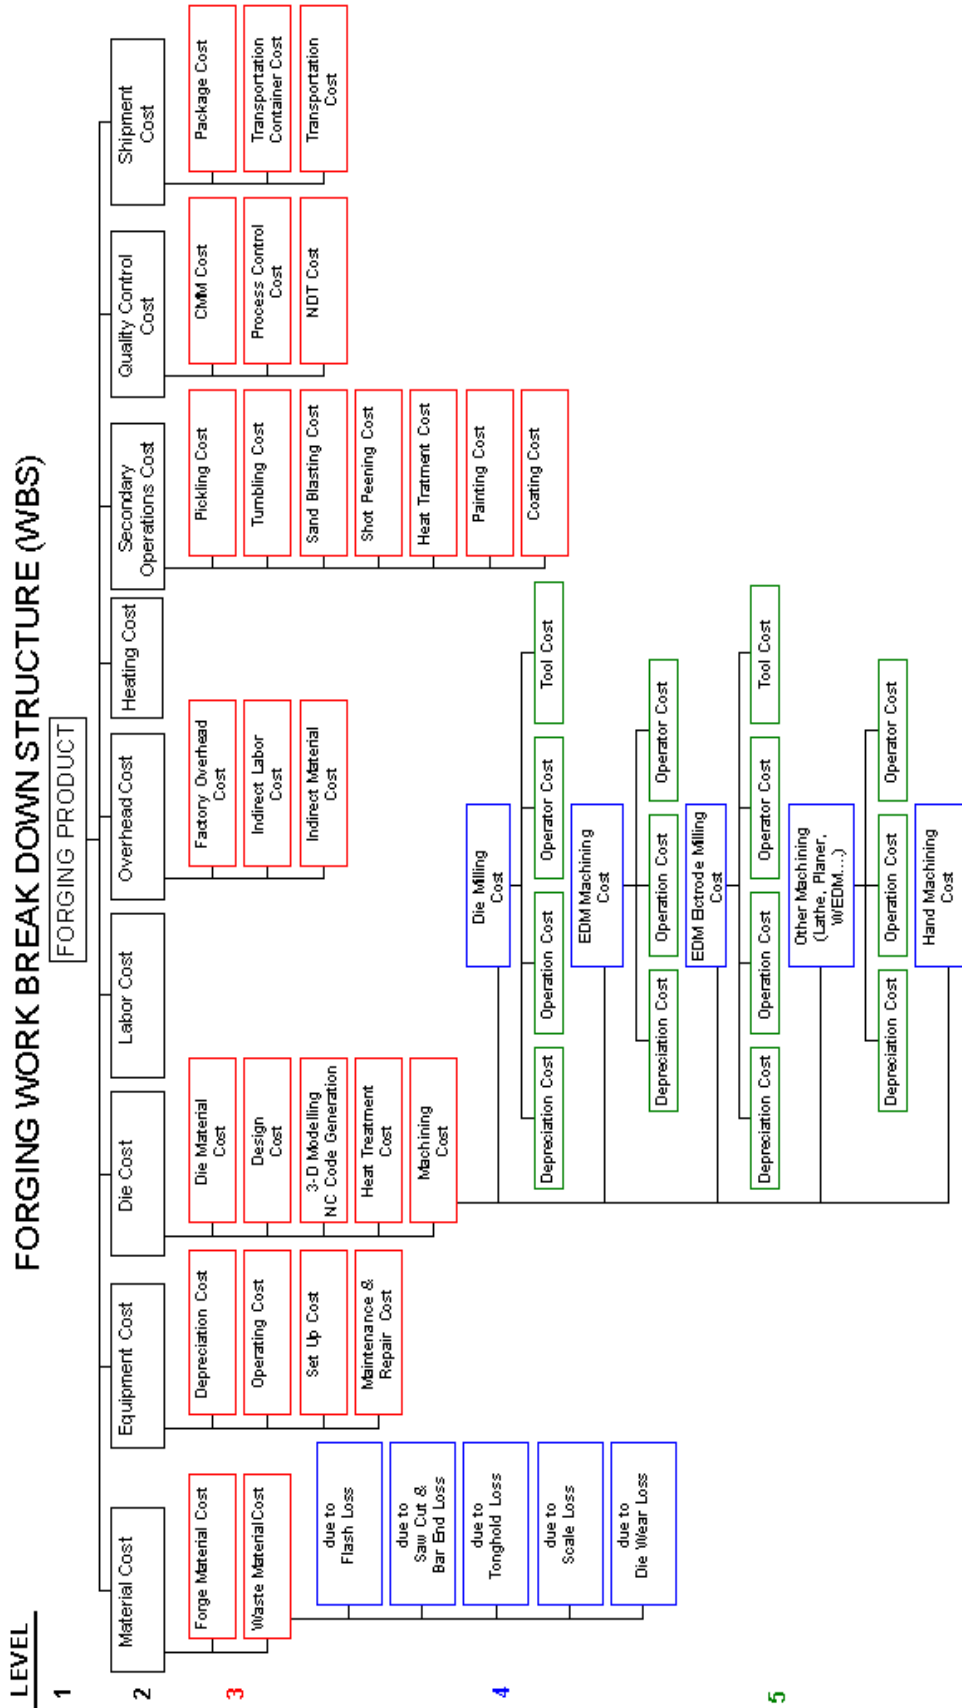 FORGING WORK BREAK DOWN STRUCTURE (WBS)
LEVEL
1
FORGING PRODUCT
2
Material Cost
Equipment Cost
Die Cost
Labor Cost
Overhead Cost
Heating Cost
Secondary
Operations Cost
Quality Control
Cost
Shipment
Cost
3
Forge Material Cost
Waste MaterialCost
Depreciation Cost
Operating Cost
Set Up Cost
Maintenance &
Repair Cost
Die Material
Cost
Design
Cost
3-D Modelling
NC Code Generation
Heat Treatment
Cost
Machining
Cost
Factory Overhead
Cost
Indirect Labor
Cost
Indirect Material
Cost
Pickling Cost
Tumbling Cost
Sand Blasting Cost
Shot Peening Cost
Heat Tratment Cost
Painting Cost
Coating Cost
CMM Cost
Process Control
Cost
NDT Cost
Package Cost
Transportation
Container Cost
Transportation
Cost
4
due to
Flash Loss
due to
Saw Cut &
Bar End Loss
due to
Tonghold Loss
due to
Scale Loss
due to
Die Wear Loss
Die Milling
Cost
Depreciation Cost
Operation Cost
Operator Cost
Tool Cost
EDM Machining
Cost
Depreciation Cost
Operation Cost
Operator Cost
EDM Elctrode Milling
Cost
Depreciation Cost
Operation Cost
Operator Cost
Tool Cost
Other Machining
(Lathe, Planer,
WEDM....)
Depreciation Cost
Operation Cost
Operator Cost
Hand Machining
Cost
5